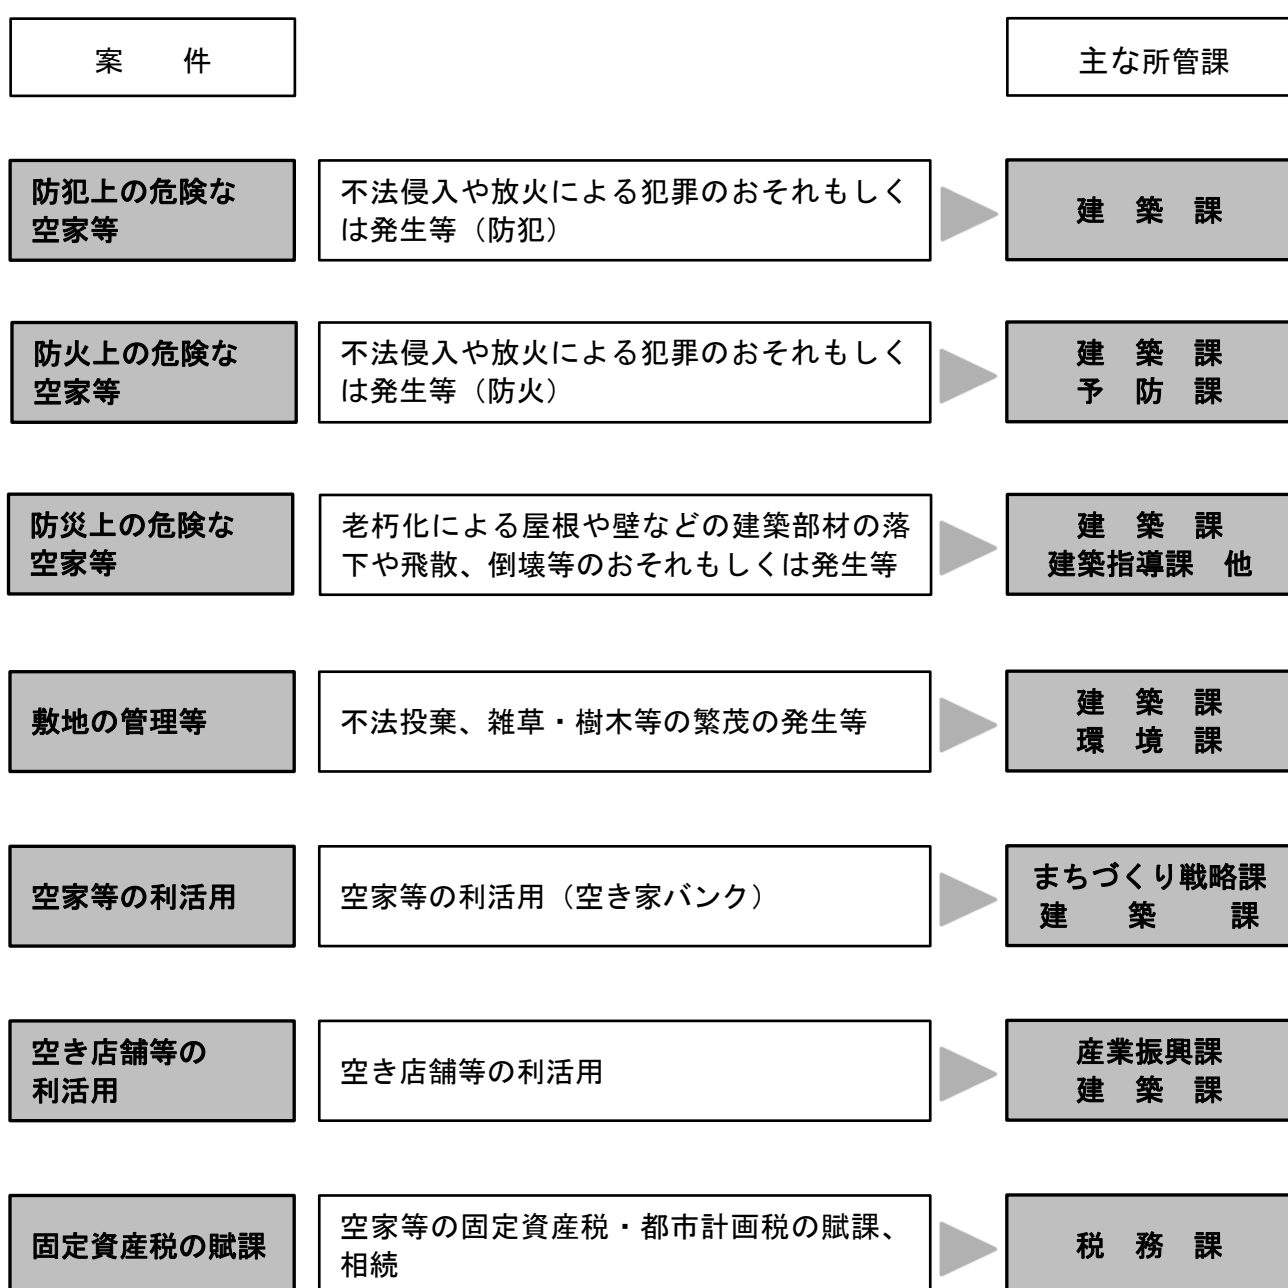 案　件
主な所管課
防犯上の危険な
空家等
不法侵入や放火による犯罪のおそれもしく
は発生等（防犯）
建　築　課
防火上の危険な
空家等
不法侵入や放火による犯罪のおそれもしく
は発生等（防火）
建　築　課
予　防　課
防災上の危険な
空家等
老朽化による屋根や壁などの建築部材の落
下や飛散、倒壊等のおそれもしくは発生等
建　築　課
建築指導課　他
敷地の管理等
不法投棄、雑草・樹木等の繁茂の発生等
建　築　課
環　境　課
空家等の利活用
空家等の利活用（空き家バンク）
まちづくり戦略課
建　築　課
空き店舗等の
利活用
空き店舗等の利活用
産業振興課
建　築　課
固定資産税の賦課
空家等の固定資産税・都市計画税の賦課、
相続
税　務　課